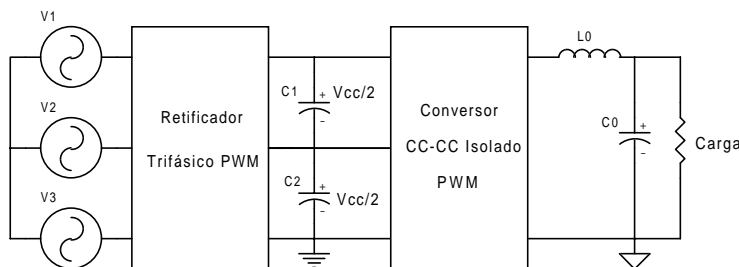 V1
V2
V3
Retificador
Trifásico PWM
C1
+
Vcc/2
-
C2
+
Vcc/2
-
Conversor
CC-CC Isolado
PWM
L0
C0
+
-
Carga